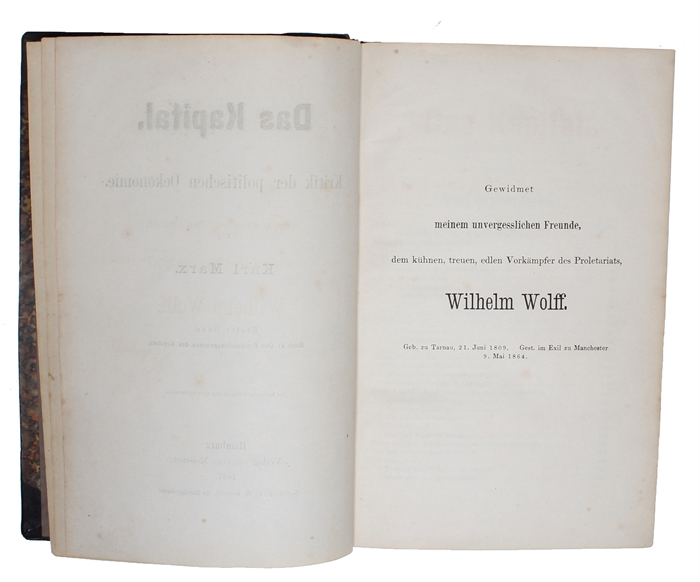 Das Kapital.
Kritik der politischen Oekonomie.
Karl Marx.
Hamburg
Gewidmet
meinem unvergesslichen Freunde,
dem kühnen, treuen, edlen Vorkämpfer des Proletariats,
Wilhelm Wolff.
Geb. zu Tarnau, 21. Juni 1809. Gest. im Exil zu Manchester
9. Mai 1864.